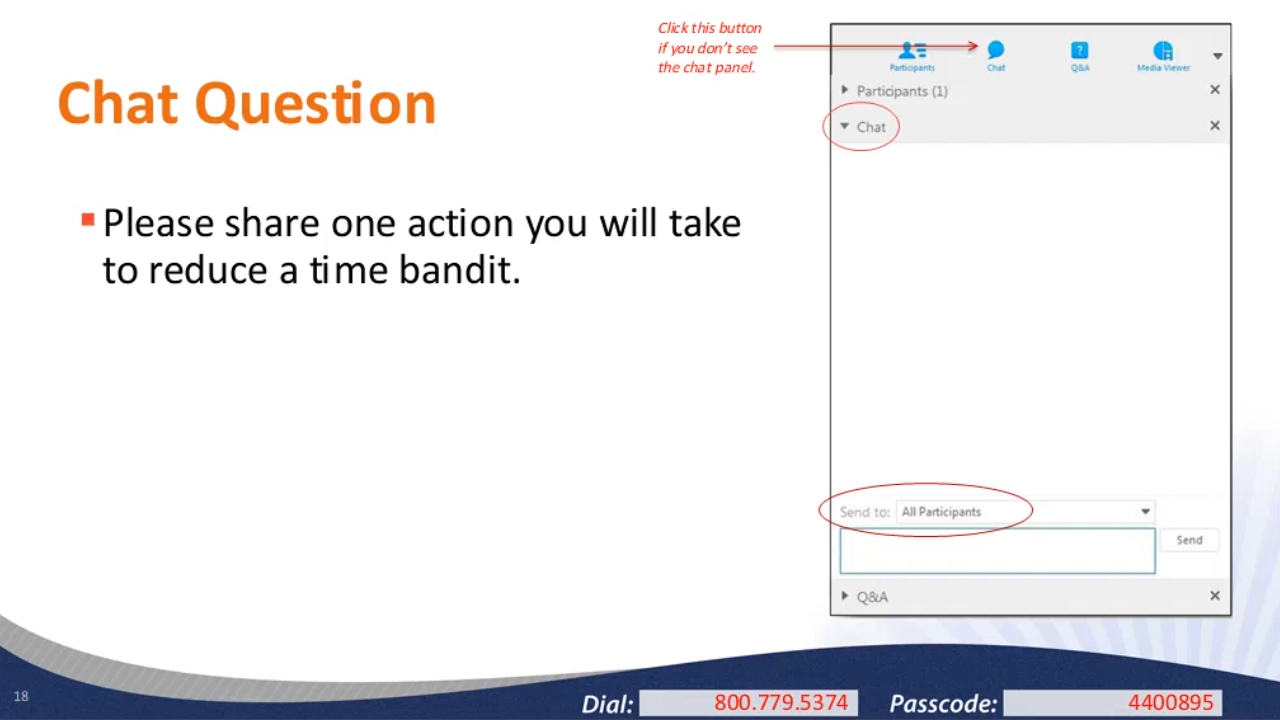 Click this button
if you don't see
the chat panel.
Chat Question
Please share one action you will take
to reduce a time bandit.
Participants Chat Q&A Media Viewer
Participants (1)
Chat
Send to: All Participants
Send
Q&A
18
Dial: 800.779.5374 Passcode: 4400895